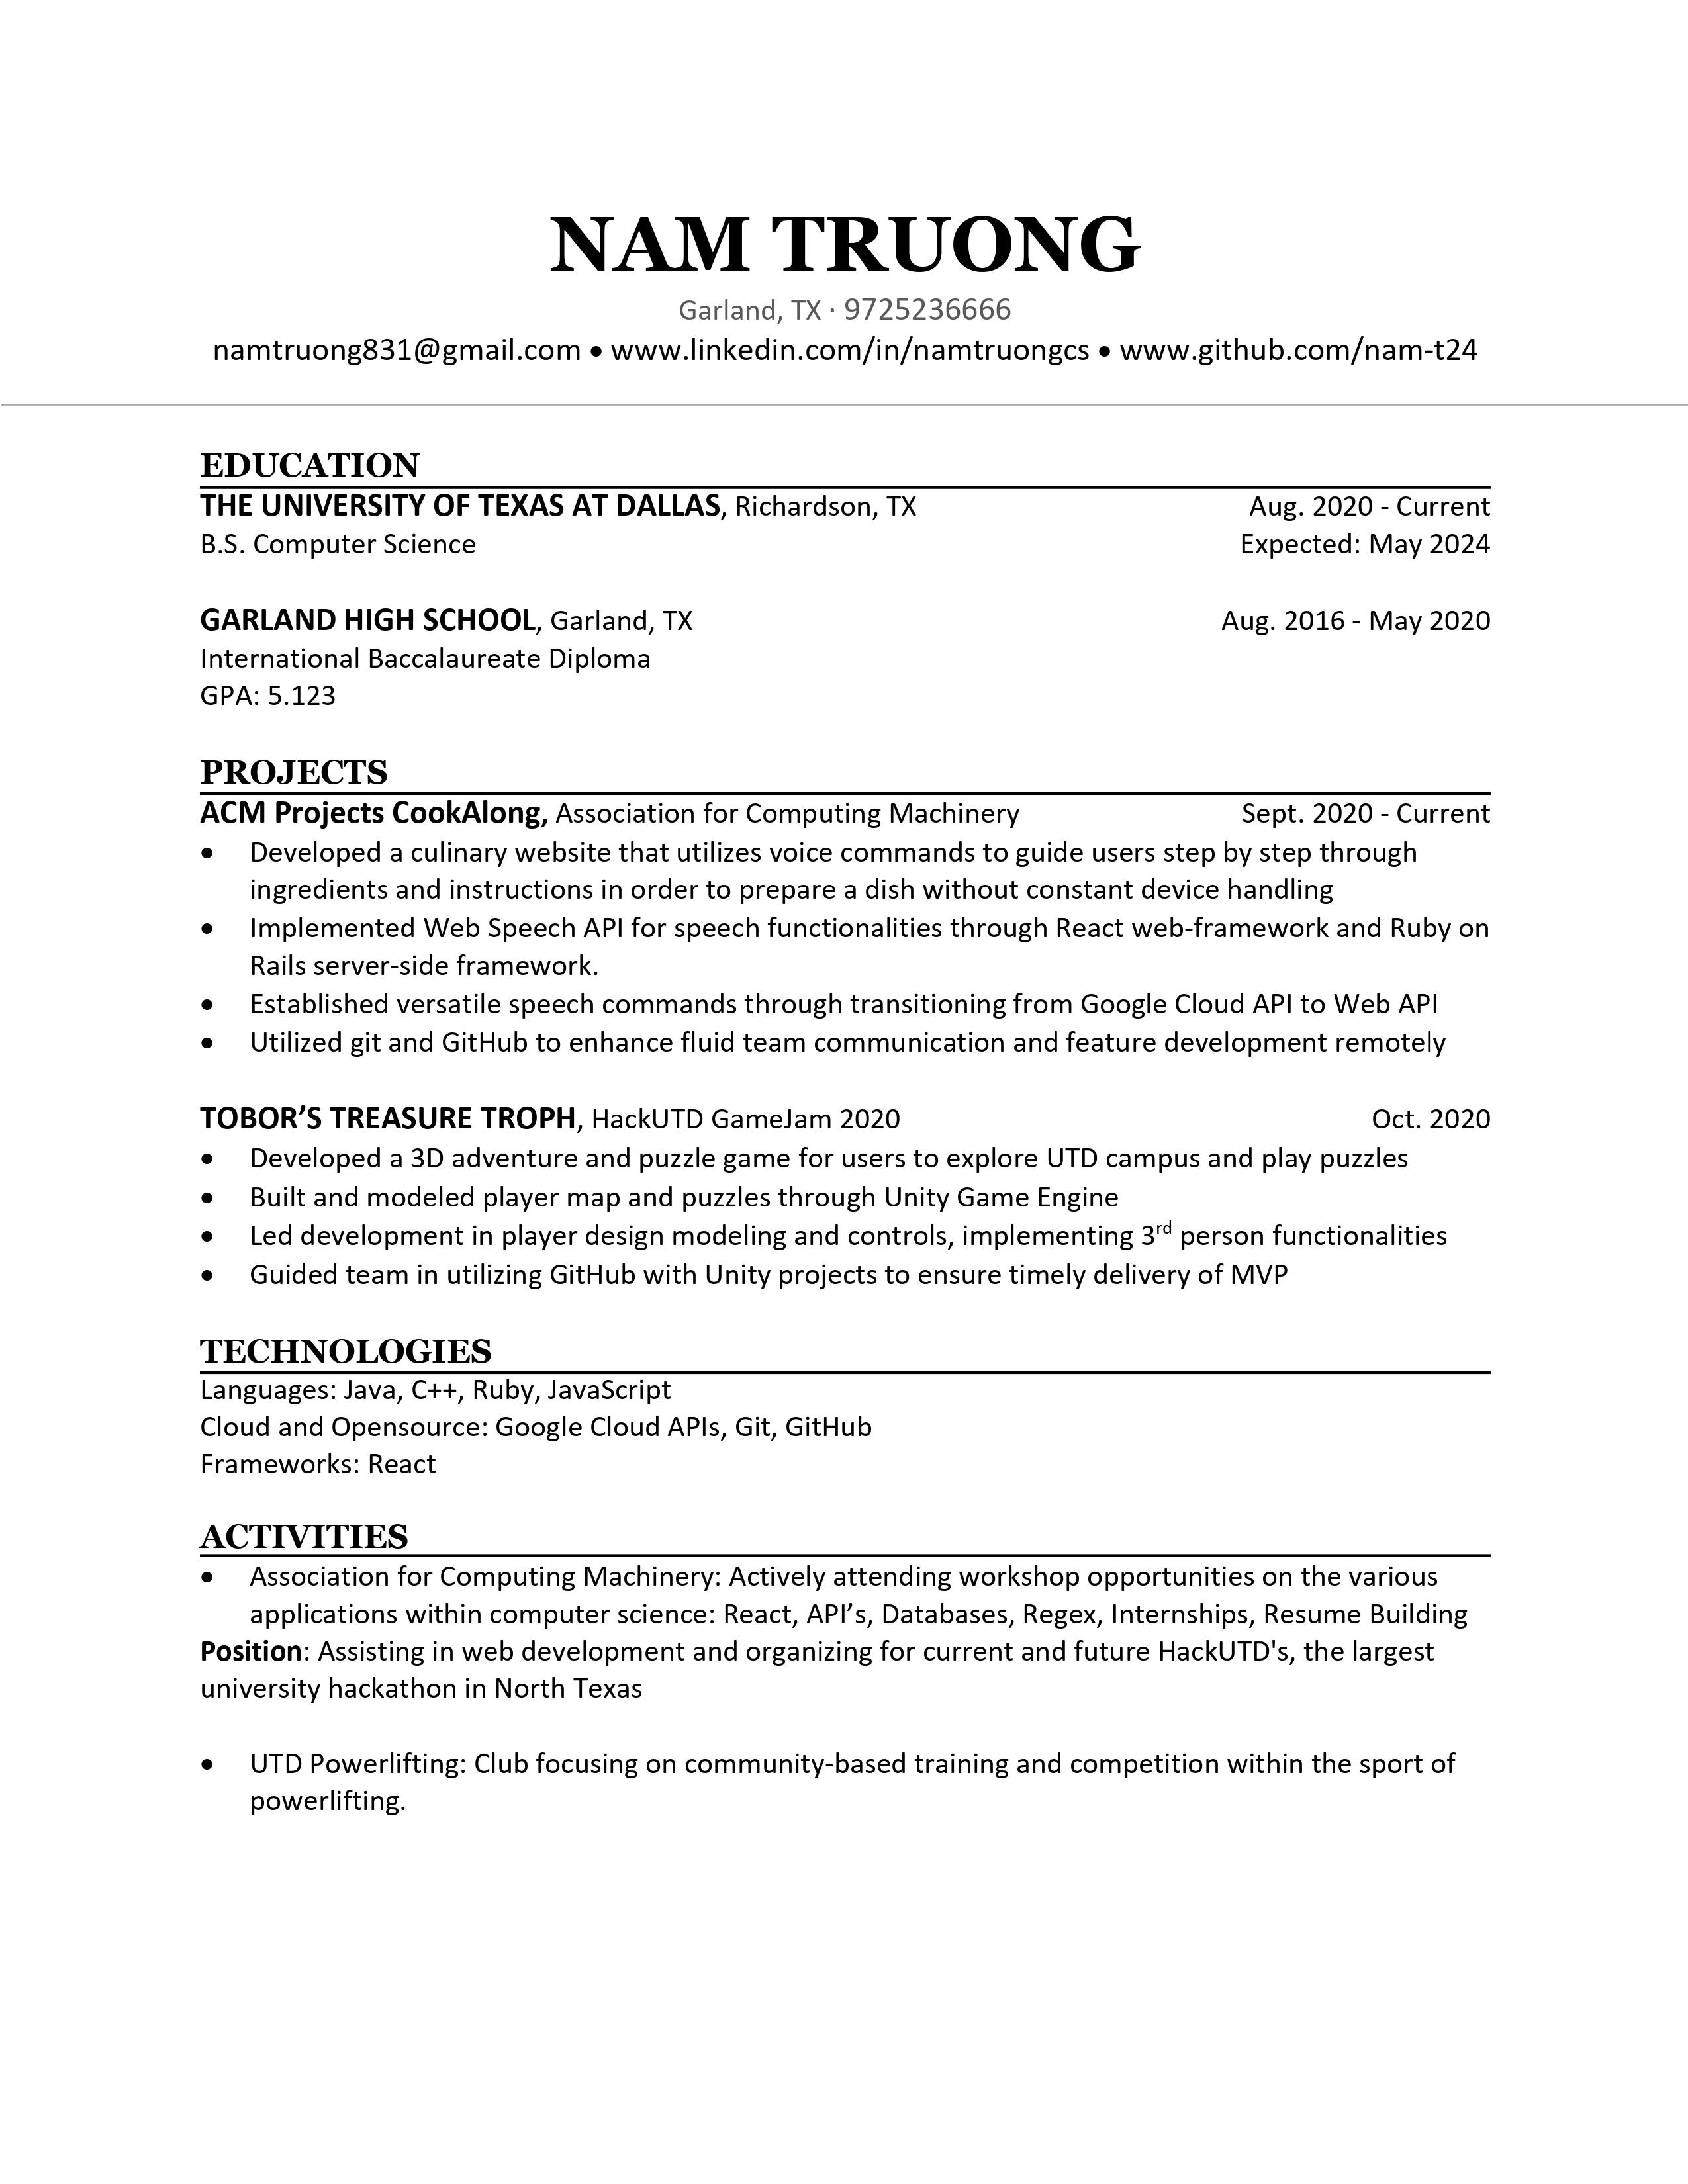 NAM TRUONG
Garland, TX · 9725236666
namtruong831@gmail.com ● www.linkedin.com/in/namtruongcs ● www.github.com/nam-t24
EDUCATION
THE UNIVERSITY OF TEXAS AT DALLAS, Richardson, TX Aug. 2020 - Current
B.S. Computer Science Expected: May 2024
GARLAND HIGH SCHOOL, Garland, TX Aug. 2016 - May 2020
International Baccalaureate Diploma
GPA: 5.123
PROJECTS
ACM Projects CookAlong, Association for Computing Machinery Sept. 2020 - Current
● Developed a culinary website that utilizes voice commands to guide users step by step through
ingredients and instructions in order to prepare a dish without constant device handling
● Implemented Web Speech API for speech functionalities through React web-framework and Ruby on
Rails server-side framework.
● Established versatile speech commands through transitioning from Google Cloud API to Web API
● Utilized git and GitHub to enhance fluid team communication and feature development remotely
TOBOR’S TREASURE TROPH, HackUTD GameJam 2020 Oct. 2020
● Developed a 3D adventure and puzzle game for users to explore UTD campus and play puzzles
● Built and modeled player map and puzzles through Unity Game Engine
● Led development in player design modeling and controls, implementing 3rd person functionalities
● Guided team in utilizing GitHub with Unity projects to ensure timely delivery of MVP
TECHNOLOGIES
Languages: Java, C++, Ruby, JavaScript
Cloud and Opensource: Google Cloud APIs, Git, GitHub
Frameworks: React
ACTIVITIES
● Association for Computing Machinery: Actively attending workshop opportunities on the various
applications within computer science: React, API’s, Databases, Regex, Internships, Resume Building
Position: Assisting in web development and organizing for current and future HackUTD's, the largest
university hackathon in North Texas
● UTD Powerlifting: Club focusing on community-based training and competition within the sport of
powerlifting.